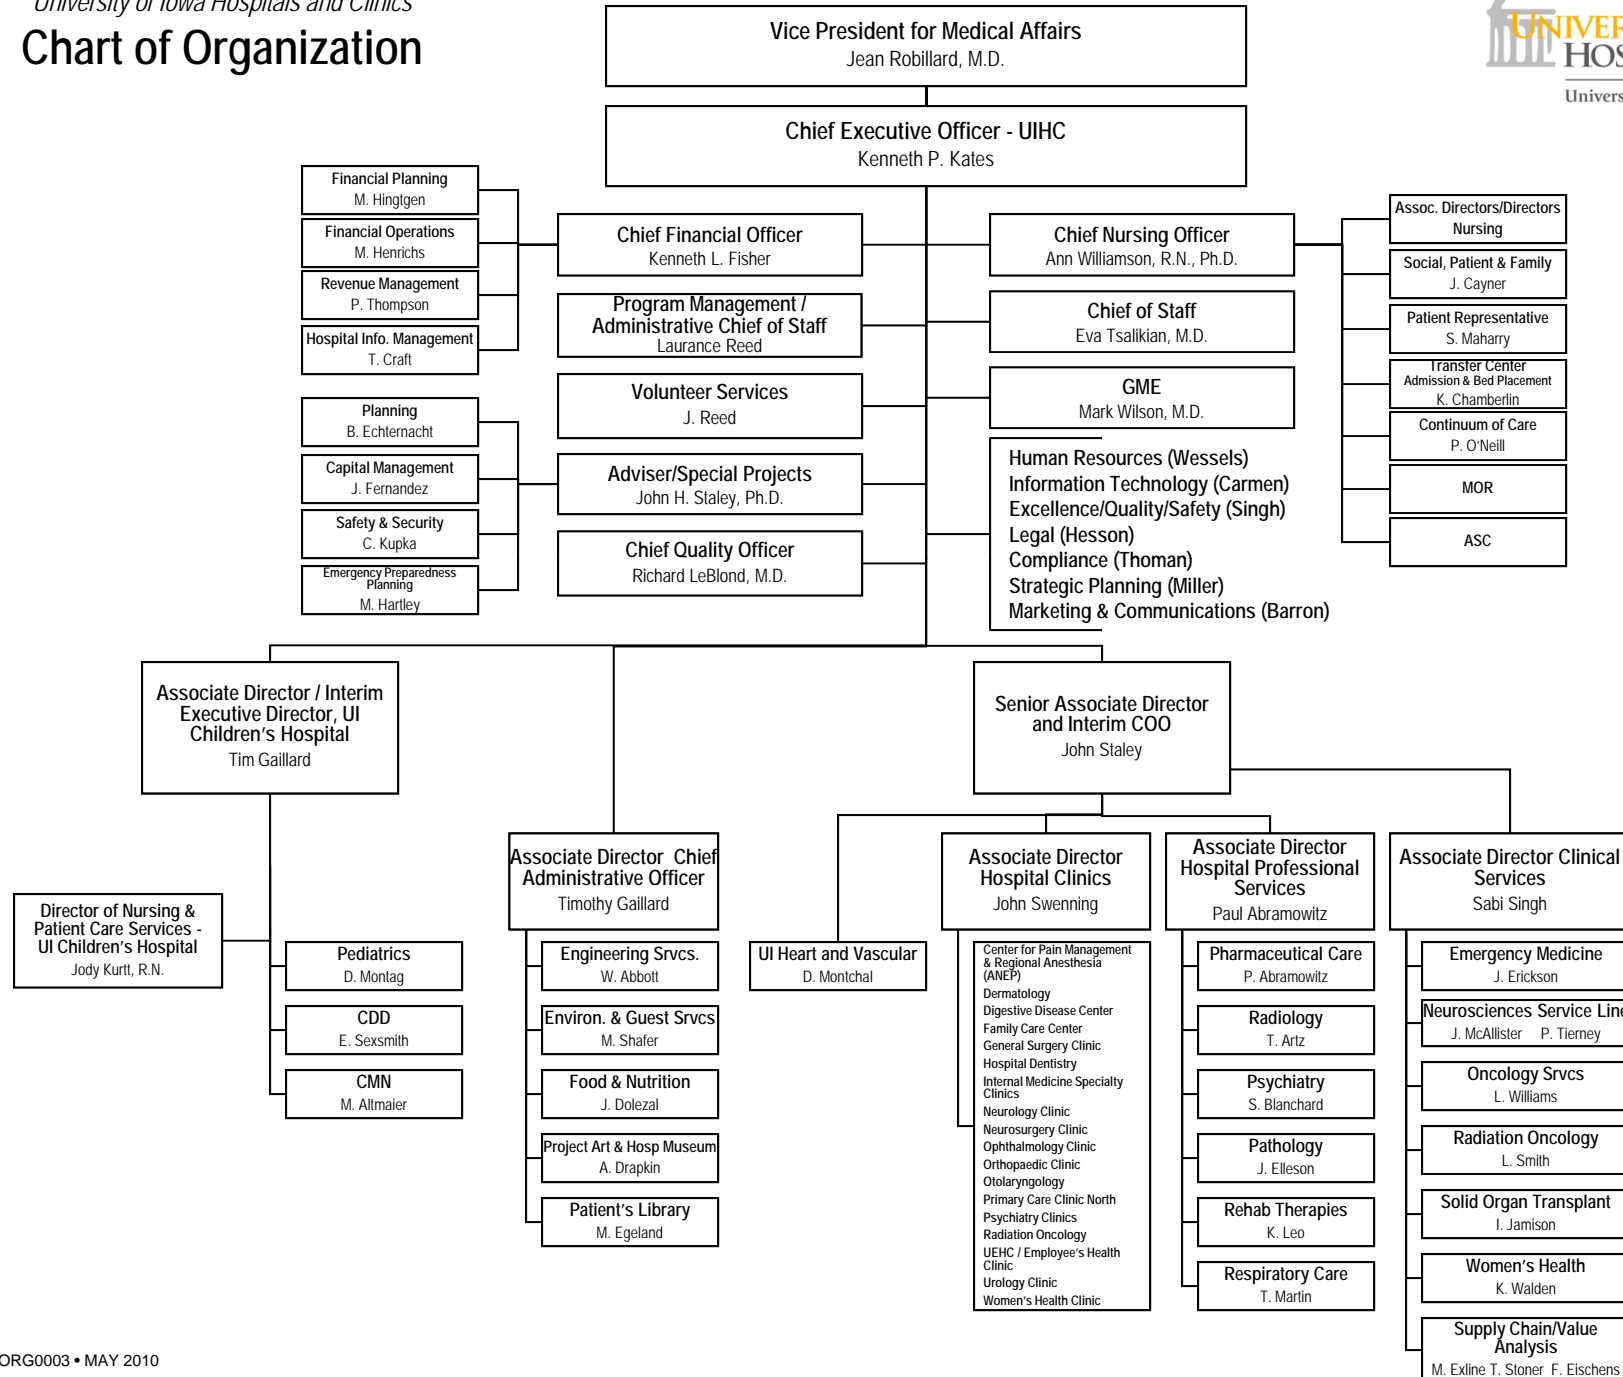 University of Iowa Hospitals and Clinics
Chart of Organization
Vice President for Medical Affairs
Jean Robillard, M.D.
Univers
Chief Executive Officer - UIHC
Kenneth P. Kates
Financial Planning
M. Hingtgen
Financial Operations
M. Henrichs
Revenue Management
P. Thompson
Hospital Info. Management
T. Craft
Planning
B. Echternacht
Capital Management
J. Fernandez
Safety & Security
C. Kupka
Emergency Preparedness
Planning
M. Hartley
Chief Financial Officer
Kenneth L. Fisher
Program Management /
Administrative Chief of Staff
Laurance Reed
Volunteer Services
J. Reed
Adviser/Special Projects
John H. Staley, Ph.D.
Chief Quality Officer
Richard LeBlond, M.D.
Chief Nursing Officer
Ann Williamson, R.N., Ph.D.
Chief of Staff
Eva Tsalikian, M.D.
GME
Mark Wilson, M.D.
Human Resources (Wessels)
Information Technology (Carmen)
Excellence/Quality/Safety (Singh)
Legal (Hesson)
Compliance (Thoman)
Strategic Planning (Miller)
Marketing & Communications (Barron)
Assoc. Directors/Directors
Nursing
Social, Patient & Family
J. Cayner
Patient Representative
S. Maharry
Transfer Center
Admission & Bed Placement
K. Chamberlin
Continuum of Care
P. O'Neill
MOR
ASC
Associate Director / Interim
Executive Director, UI
Children's Hospital
Tim Gaillard
Senior Associate Director
and Interim COO
John Staley
Director of Nursing &
Patient Care Services -
UI Children's Hospital
Jody Kurtt, R.N.
Pediatrics
D. Montag
CDD
E. Sexsmith
CMN
M. Altmaier
Associate Director  Chief
Administrative Officer
Timothy Gaillard
Engineering Srvcs.
W. Abbott
Environ. & Guest Srvcs
M. Shafer
Food & Nutrition
J. Dolezal
Project Art & Hosp Museum
A. Drapkin
Patient's Library
M. Egeland
UI Heart and Vascular
D. Montchal
Associate Director
Hospital Clinics
John Swenning
Center for Pain Management
& Regional Anesthesia
(ANEP)
Dermatology
Digestive Disease Center
Family Care Center
General Surgery Clinic
Hospital Dentistry
Internal Medicine Specialty
Clinics
Neurology Clinic
Neurosurgery Clinic
Ophthalmology Clinic
Orthopaedic Clinic
Otolaryngology
Primary Care Clinic North
Psychiatry Clinics
Radiation Oncology
UEHC / Employee's Health
Clinic
Urology Clinic
Women's Health Clinic
Associate Director
Hospital Professional
Services
Paul Abramowitz
Pharmaceutical Care
P. Abramowitz
Radiology
T. Artz
Psychiatry
S. Blanchard
Pathology
J. Elleson
Rehab Therapies
K. Leo
Respiratory Care
T. Martin
Associate Director Clinical
Services
Sabi Singh
Emergency Medicine
J. Erickson
Neurosciences Service Line
J. McAllister   P. Tierney
Oncology Srvcs
L. Williams
Radiation Oncology
L. Smith
Solid Organ Transplant
I. Jamison
Women's Health
K. Walden
Supply Chain/Value
Analysis
M. Exline T. Stoner  F. Eischens
ORG0003 • MAY 2010